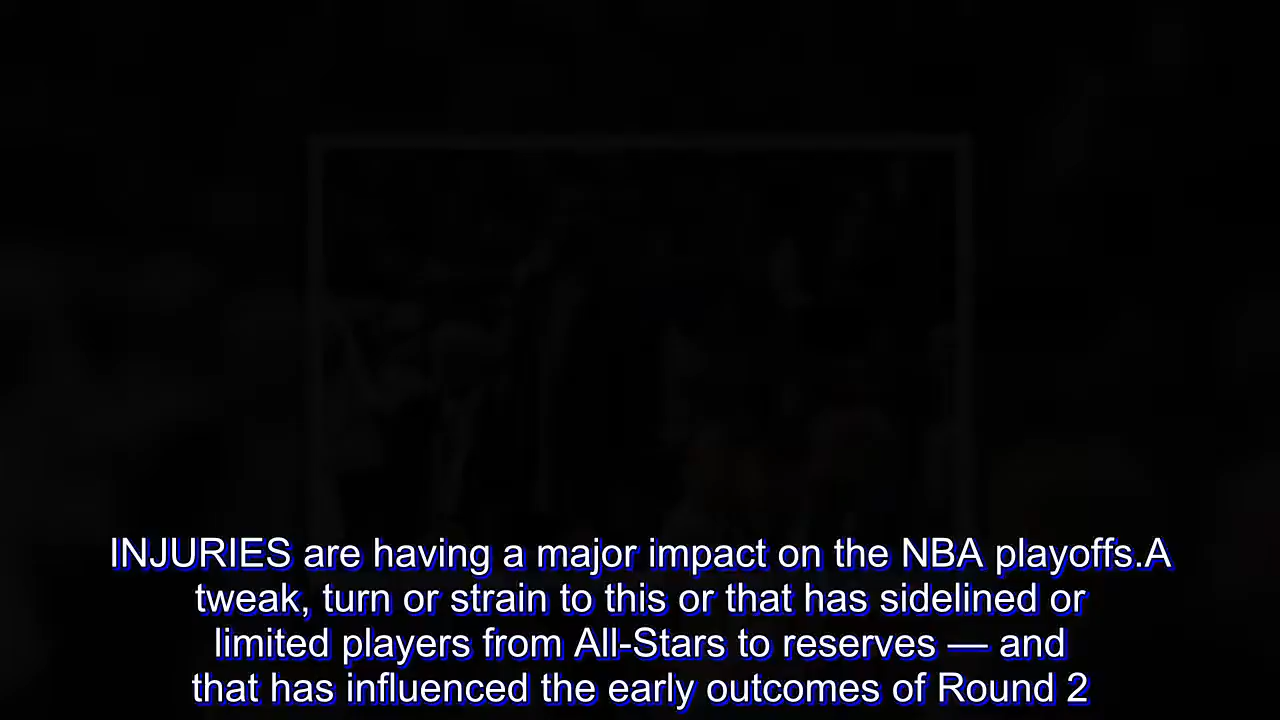 INJURIES are having a major impact on the NBA playoffs.A
tweak, turn or strain to this or that has sidelined or
limited players from All-Stars to reserves — and
that has influenced the early outcomes of Round 2